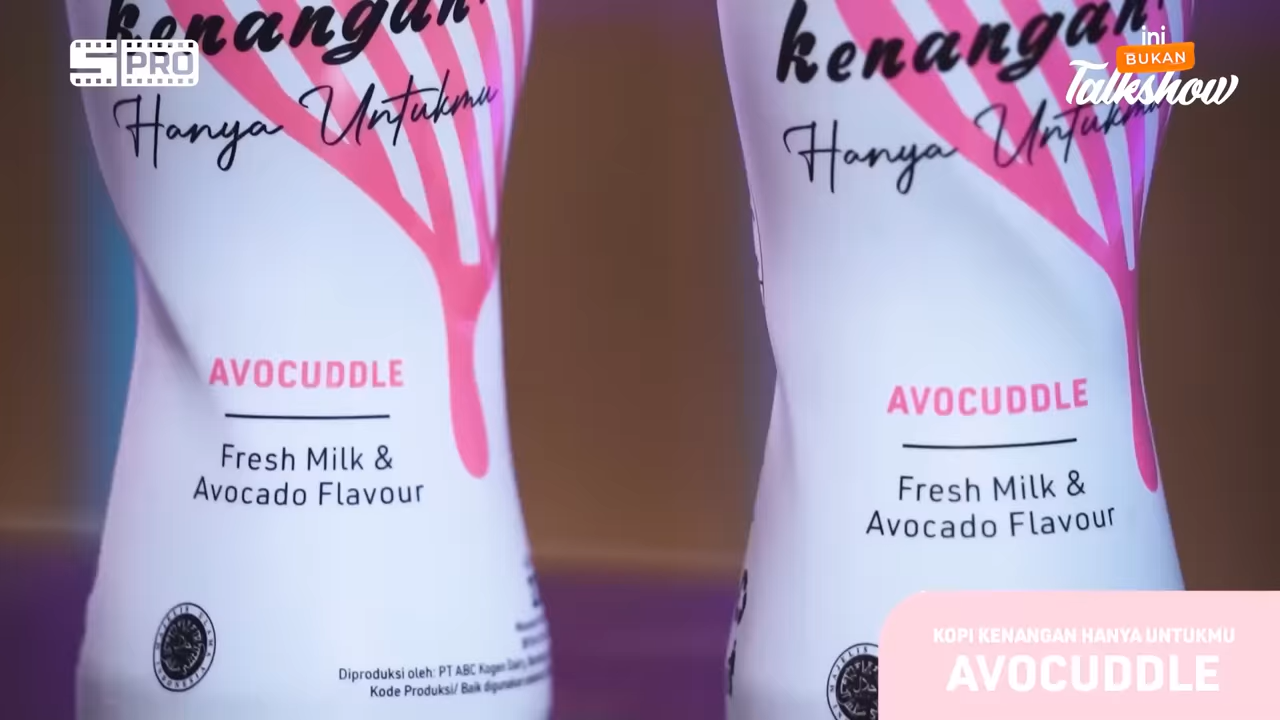 S PRO
ini
BUKAN
Talkshow
kenangan
Hanya Untukmu
AVOCUDDLE
Fresh Milk &
Avocado Flavour
Diproduksi oleh: PT ABC Kogen Dairy,
Kode Produksi/ Baik
kenangan
Hanya Untukmu
AVOCUDDLE
Fresh Milk &
Avocado Flavour
KOPI KENANGAN HANYA UNTUKMU
AVOCUDDLE